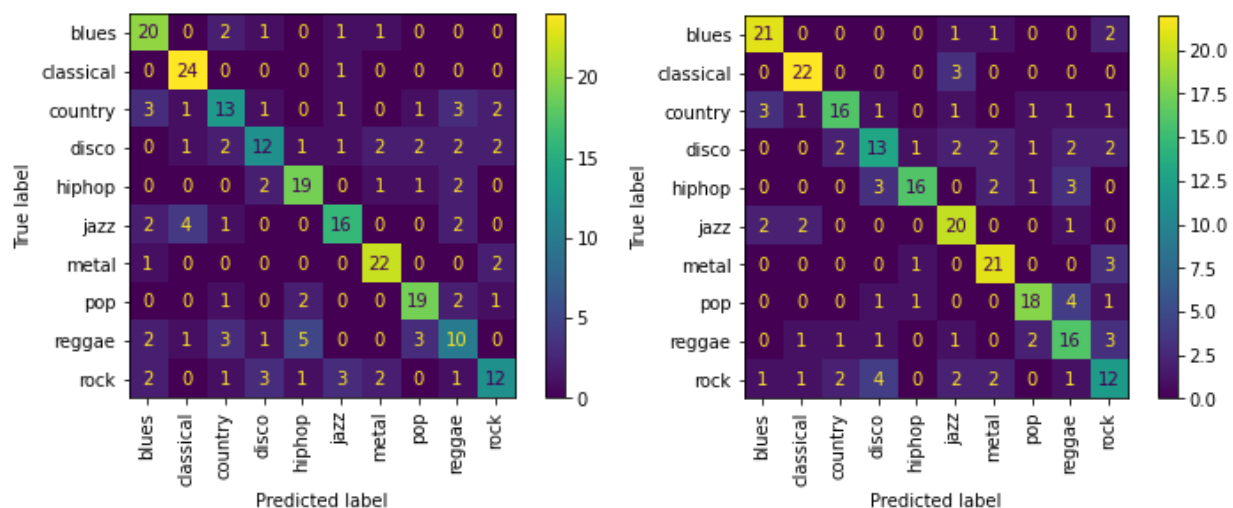 blues 20 0 2 1 0 1 1 0 0 0
classical 0 24 0 0 0 1 0 0 0 0
country 3 1 13 1 0 1 0 1 3 2
disco 0 1 2 12 1 1 2 2 2 2
hiphop 0 0 0 2 19 0 1 1 2 0
jazz 2 4 1 0 0 16 0 0 2 0
metal 1 0 0 0 0 0 22 0 0 2
pop 0 0 1 0 2 0 0 19 2 1
reggae 2 1 3 1 5 0 0 3 10 0
rock 2 0 1 3 1 3 2 0 1 12
True label
blues classical country disco hiphop jazz metal pop reggae rock
Predicted label
20
15
10
5
0
blues 21 0 0 0 0 1 1 0 0 2
classical 0 22 0 0 0 3 0 0 0 0
country 3 1 16 1 0 1 0 1 1 1
disco 0 0 2 13 1 2 2 1 2 2
hiphop 0 0 0 3 16 0 2 1 3 0
jazz 2 2 0 0 0 20 0 0 1 0
metal 0 0 0 0 1 0 21 0 0 3
pop 0 0 0 1 1 0 0 18 4 1
reggae 0 1 1 1 0 1 0 2 16 3
rock 1 1 2 4 0 2 2 0 1 12
True label
blues classical country disco hiphop jazz metal pop reggae rock
Predicted label
20.0
17.5
15.0
12.5
10.0
7.5
5.0
2.5
0.0